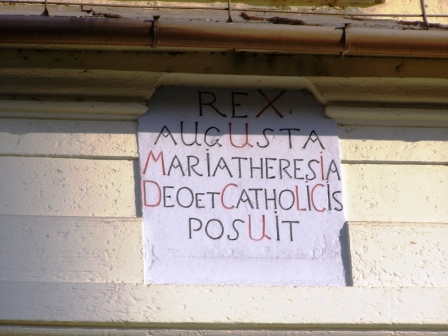 REX
AUGUSTA
MARiATHERESiA
DEOETCATHOLiCiS
POSUiT